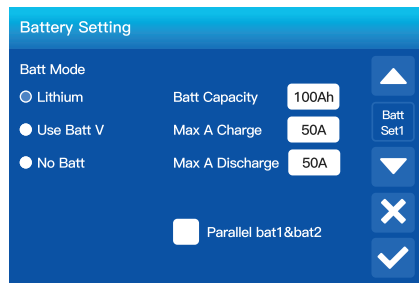 Battery Setting
Batt Mode
Lithium
Batt Capacity
100Ah
Use Batt V
Max A Charge
50A
No Batt
Max A Discharge
50A
Parallel bat1&bat2
Batt
Set1